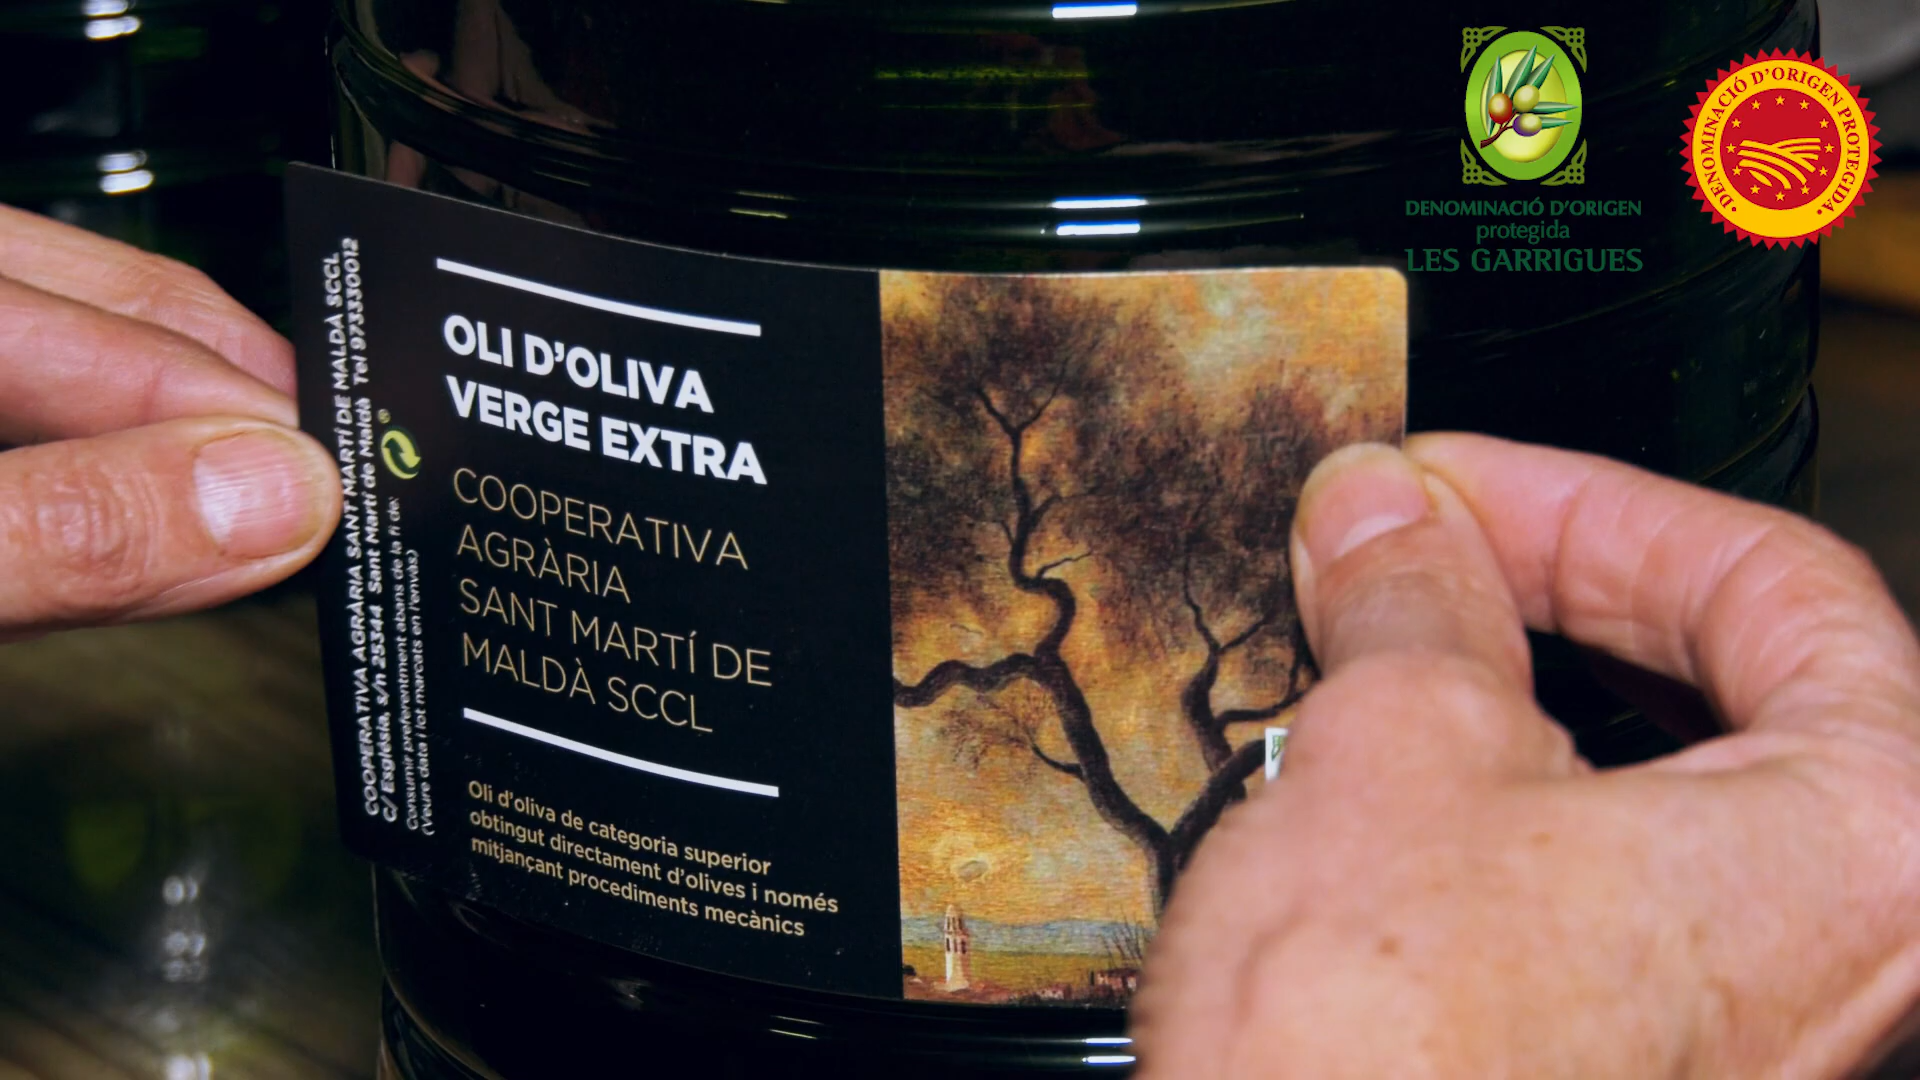 DENOMINACIÓ D'ORIGEN
protegida
LES GARRIGUES
DENOMINACIÓ D'ORIGEN PROTEGIDA
OLI D'OLIVA
VERGE EXTRA
COOPERATIVA
AGRÀRIA
SANT MARTÍ DE
MALDÀ SCCL
Oli d'oliva de categoria superior
obtingut directament d'olives i només
mitjançant procediments mecànics
COOPERATIVA AGRÀRIA SANT MARTÍ DE MALDÀ SCCL
C/ Església, s/n 25344 Sant Martí de Maldà Tel 973330012
Consumir preferentment abans de la fi de:
(Veure data i lot marcats en l'envàs)